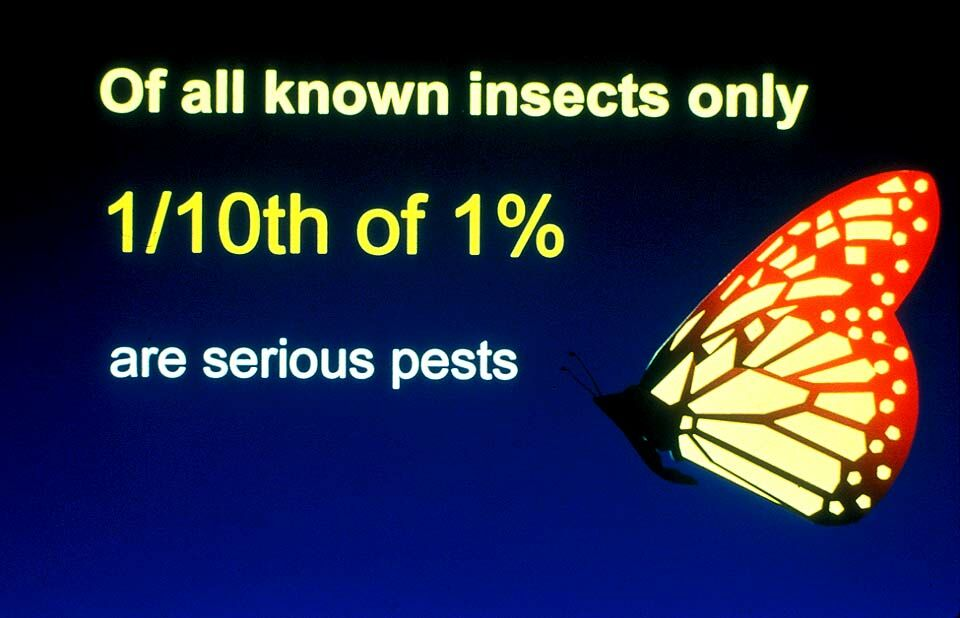 Of all known insects only
1/10th of 1%
are serious pests